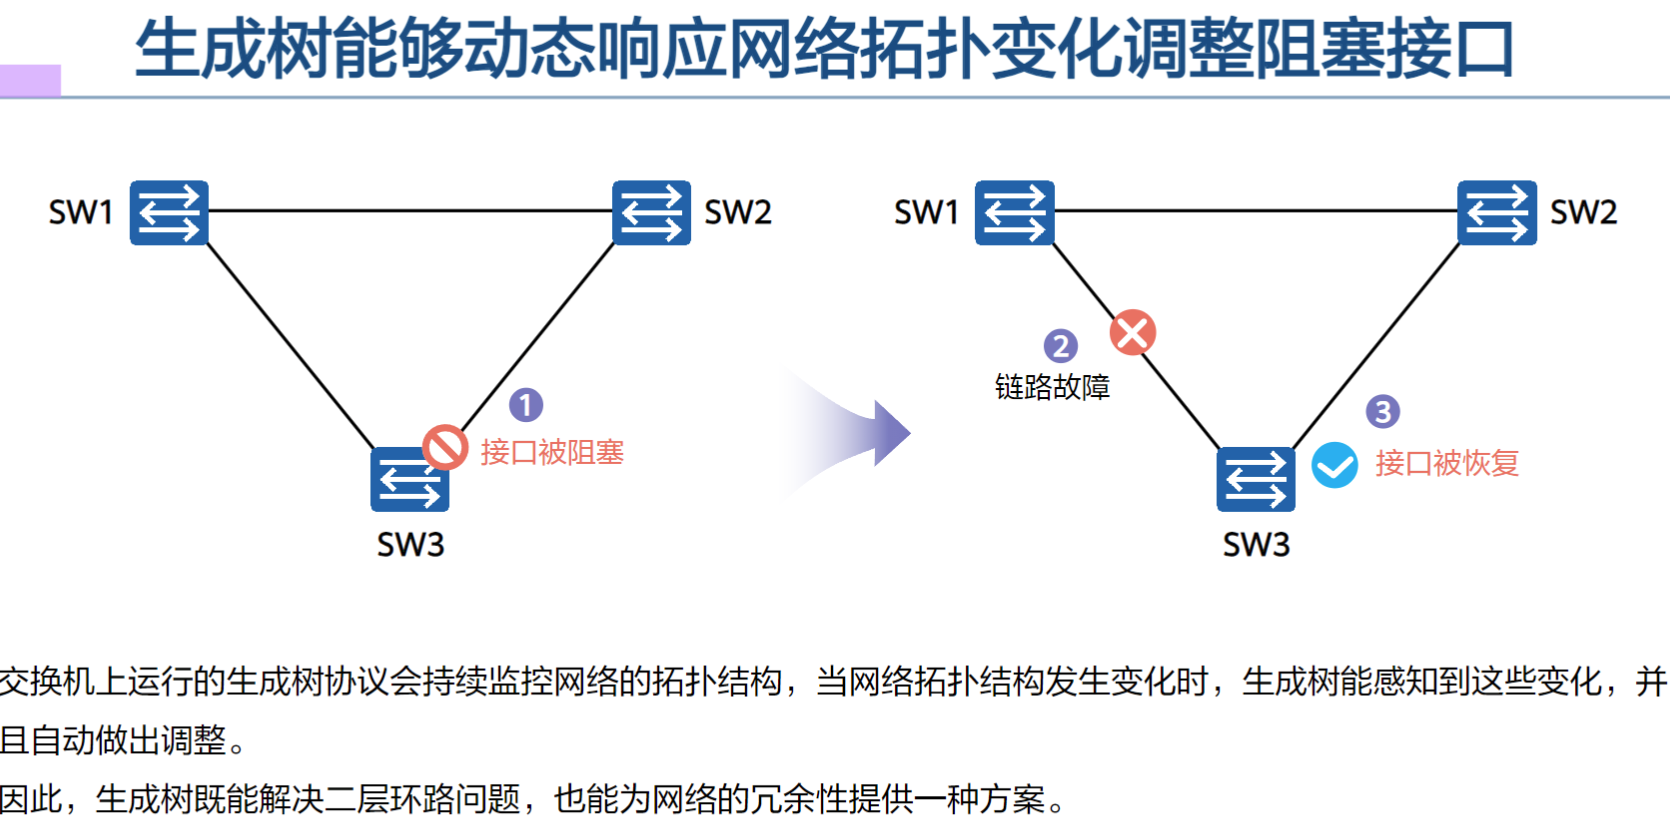 生成树能够动态响应网络拓扑变化调整阻塞接口
SW1
SW2
1
接口被阻塞
SW3
SW1
SW2
2
链路故障
3
接口被恢复
SW3
交换机上运行的生成树协议会持续监控网络的拓扑结构，当网络拓扑结构发生变化时，生成树能感知到这些变化，并
且自动做出调整。
因此，生成树既能解决二层环路问题，也能为网络的冗余性提供一种方案。